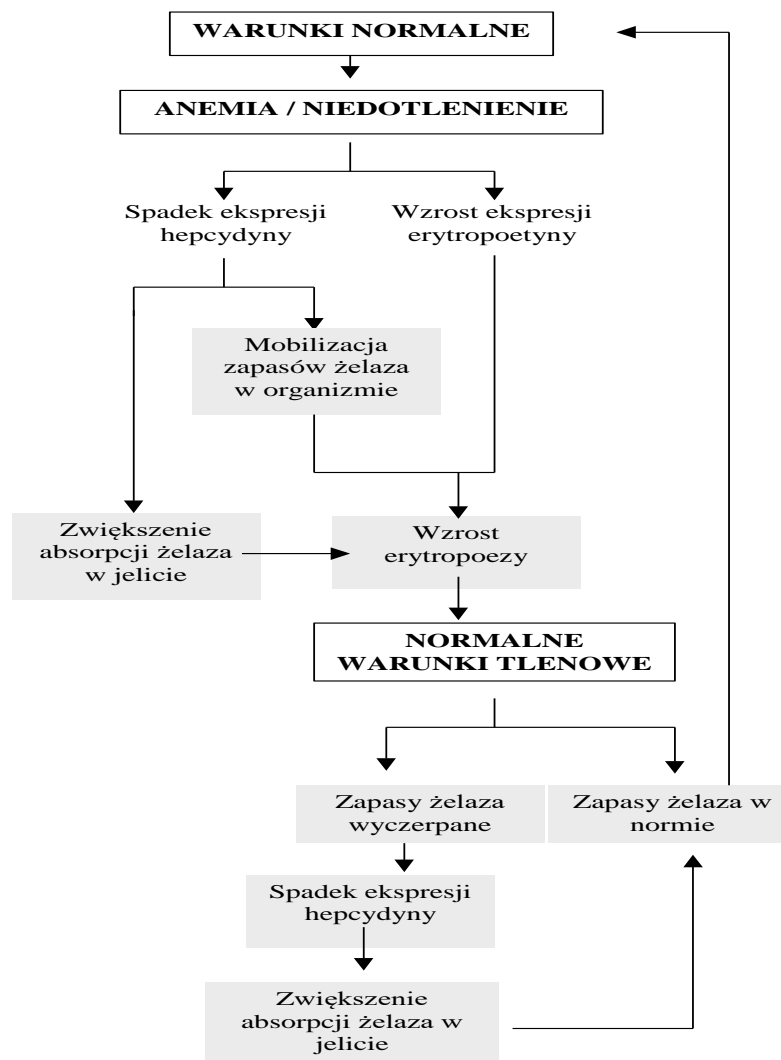 WARUNKI NORMALNE
ANEMIA / NIEDOTLENIENIE
Spadek ekspresji
hepcydyny
Wzrost ekspresji
erytropoetyny
Mobilizacja
zapasów żelaza
w organizmie
Zwiększenie
absorpcji żelaza
w jelicie
Wzrost
erytropoezy
NORMALNE
WARUNKI TLENOWE
Zapasy żelaza
wyczerpane
Zapasy żelaza w
normie
Spadek ekspresji
hepcydyny
Zwiększenie
absorpcji żelaza w
jelicie